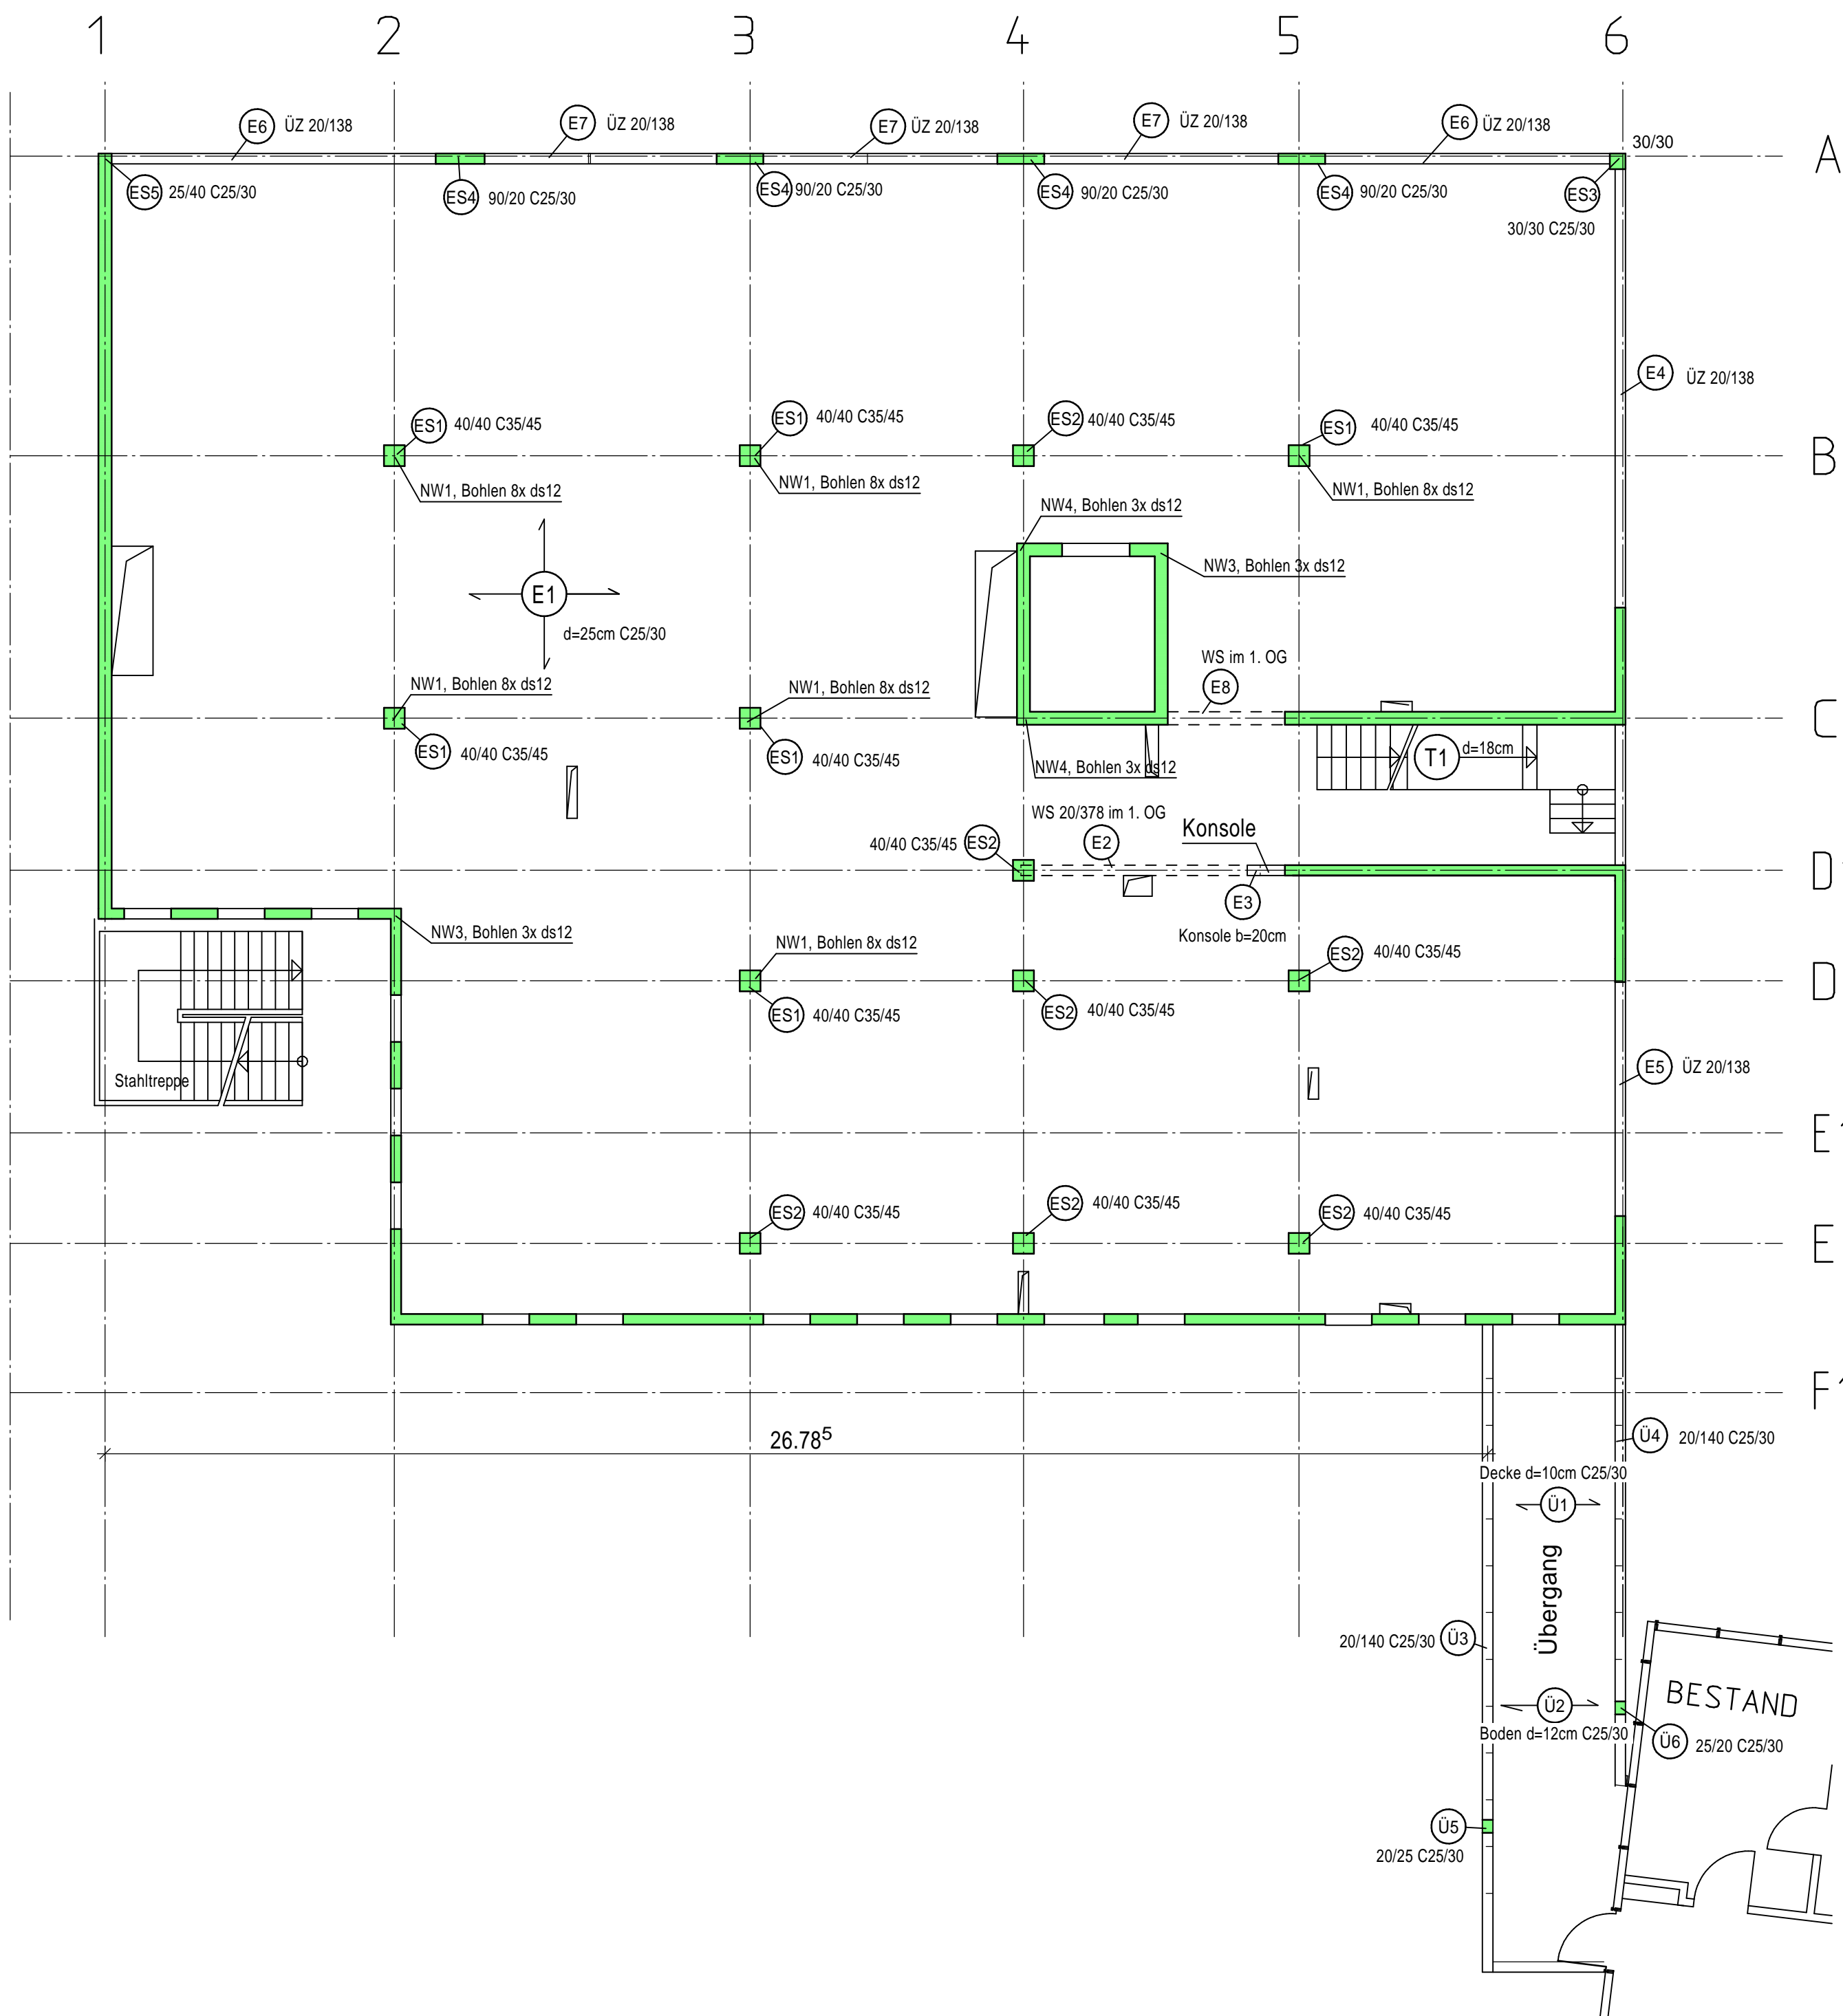 1 2 3 4 5 6
E6 ÜZ 20/138
E7 ÜZ 20/138
E7 ÜZ 20/138
E7 ÜZ 20/138
E6 ÜZ 20/138
30/30
A
ES5 25/40 C25/30
ES4 90/20 C25/30
ES4 90/20 C25/30
ES4 90/20 C25/30
ES4 90/20 C25/30
ES3
30/30 C25/30
E4 ÜZ 20/138
ES1 40/40 C35/45
ES1 40/40 C35/45
ES2 40/40 C35/45
ES1 40/40 C35/45
B
NW1, Bohlen 8x ds12
NW1, Bohlen 8x ds12
NW1, Bohlen 8x ds12
NW4, Bohlen 3x ds12
NW3, Bohlen 3x ds12
E1
d=25cm C25/30
WS im 1. OG
E8
NW1, Bohlen 8x ds12
NW1, Bohlen 8x ds12
C
ES1 40/40 C35/45
ES1 40/40 C35/45
NW4, Bohlen 3x ds12
T1 d=18cm
WS 20/378 im 1. OG
40/40 C35/45 ES2
E2
Konsole
D
E3
Konsole b=20cm
NW3, Bohlen 3x ds12
NW1, Bohlen 8x ds12
ES2 40/40 C35/45
D
ES1 40/40 C35/45
ES2 40/40 C35/45
Stahltreppe
E5 ÜZ 20/138
E1
ES2 40/40 C35/45
ES2 40/40 C35/45
ES2 40/40 C35/45
E
F1
26.78⁵
Ü4 20/140 C25/30
Decke d=10cm C25/30
Ü1
Übergang
20/140 C25/30 Ü3
Ü2
Boden d=12cm C25/30
BESTAND
Ü6 25/20 C25/30
Ü5
20/25 C25/30